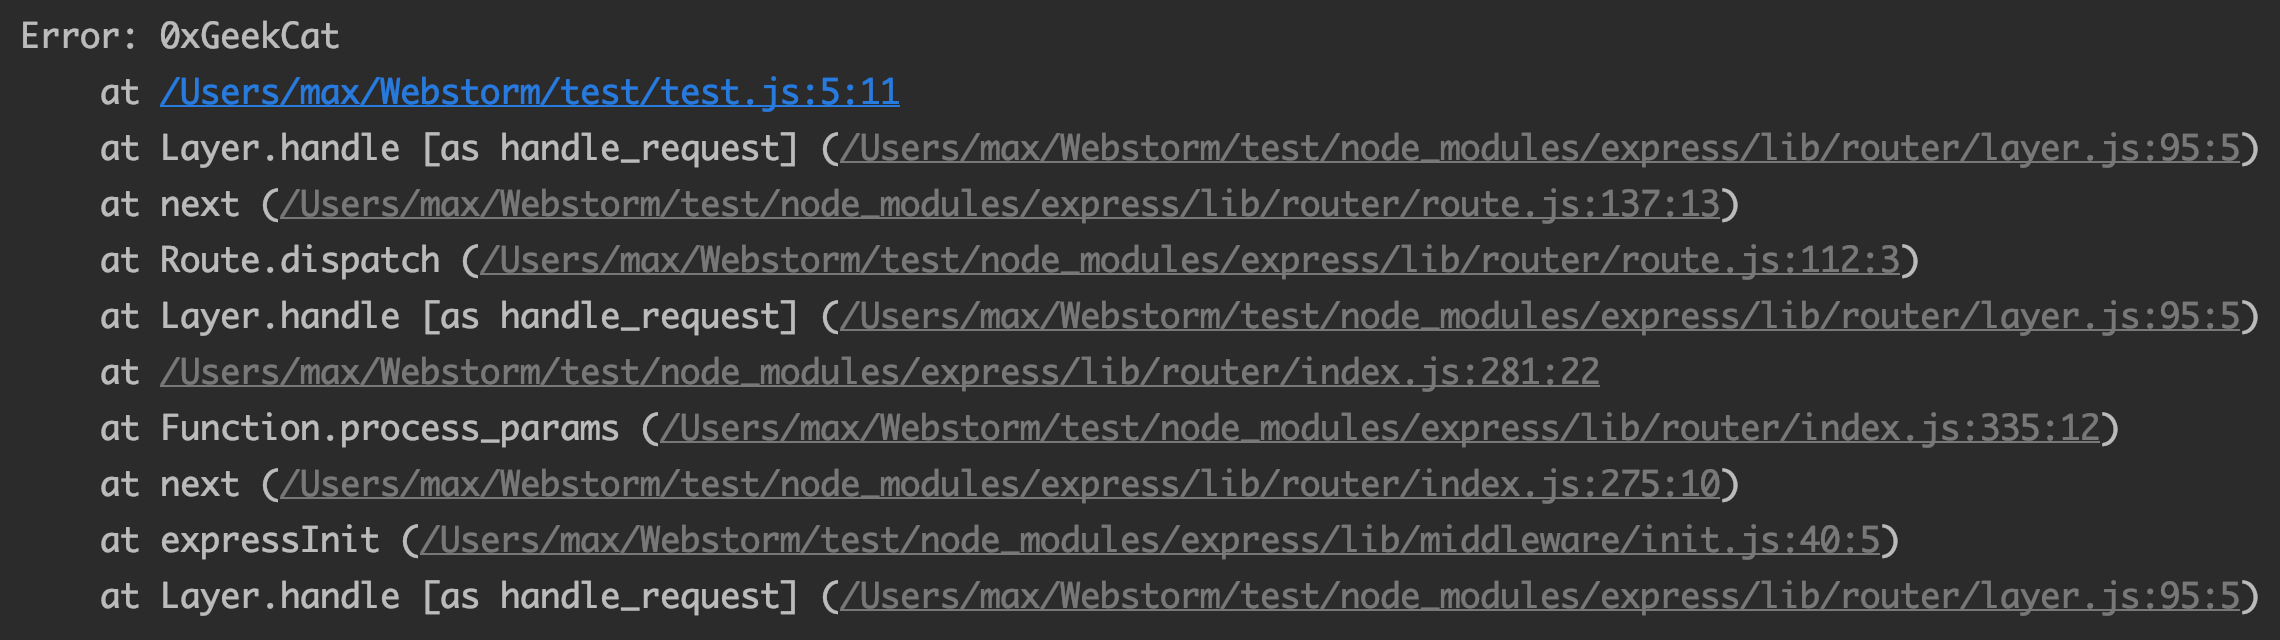 Error: 0xGeekCat
at /Users/max/Webstorm/test/test.js:5:11
at Layer.handle [as handle_request] (/Users/max/Webstorm/test/node_modules/express/lib/router/layer.js:95:5)
at next (/Users/max/Webstorm/test/node_modules/express/lib/router/route.js:137:13)
at Route.dispatch (/Users/max/Webstorm/test/node_modules/express/lib/router/route.js:112:3)
at Layer.handle [as handle_request] (/Users/max/Webstorm/test/node_modules/express/lib/router/layer.js:95:5)
at /Users/max/Webstorm/test/node_modules/express/lib/router/index.js:281:22
at Function.process_params (/Users/max/Webstorm/test/node_modules/express/lib/router/index.js:335:12)
at next (/Users/max/Webstorm/test/node_modules/express/lib/router/index.js:275:10)
at expressInit (/Users/max/Webstorm/test/node_modules/express/lib/middleware/init.js:40:5)
at Layer.handle [as handle_request] (/Users/max/Webstorm/test/node_modules/express/lib/router/layer.js:95:5)